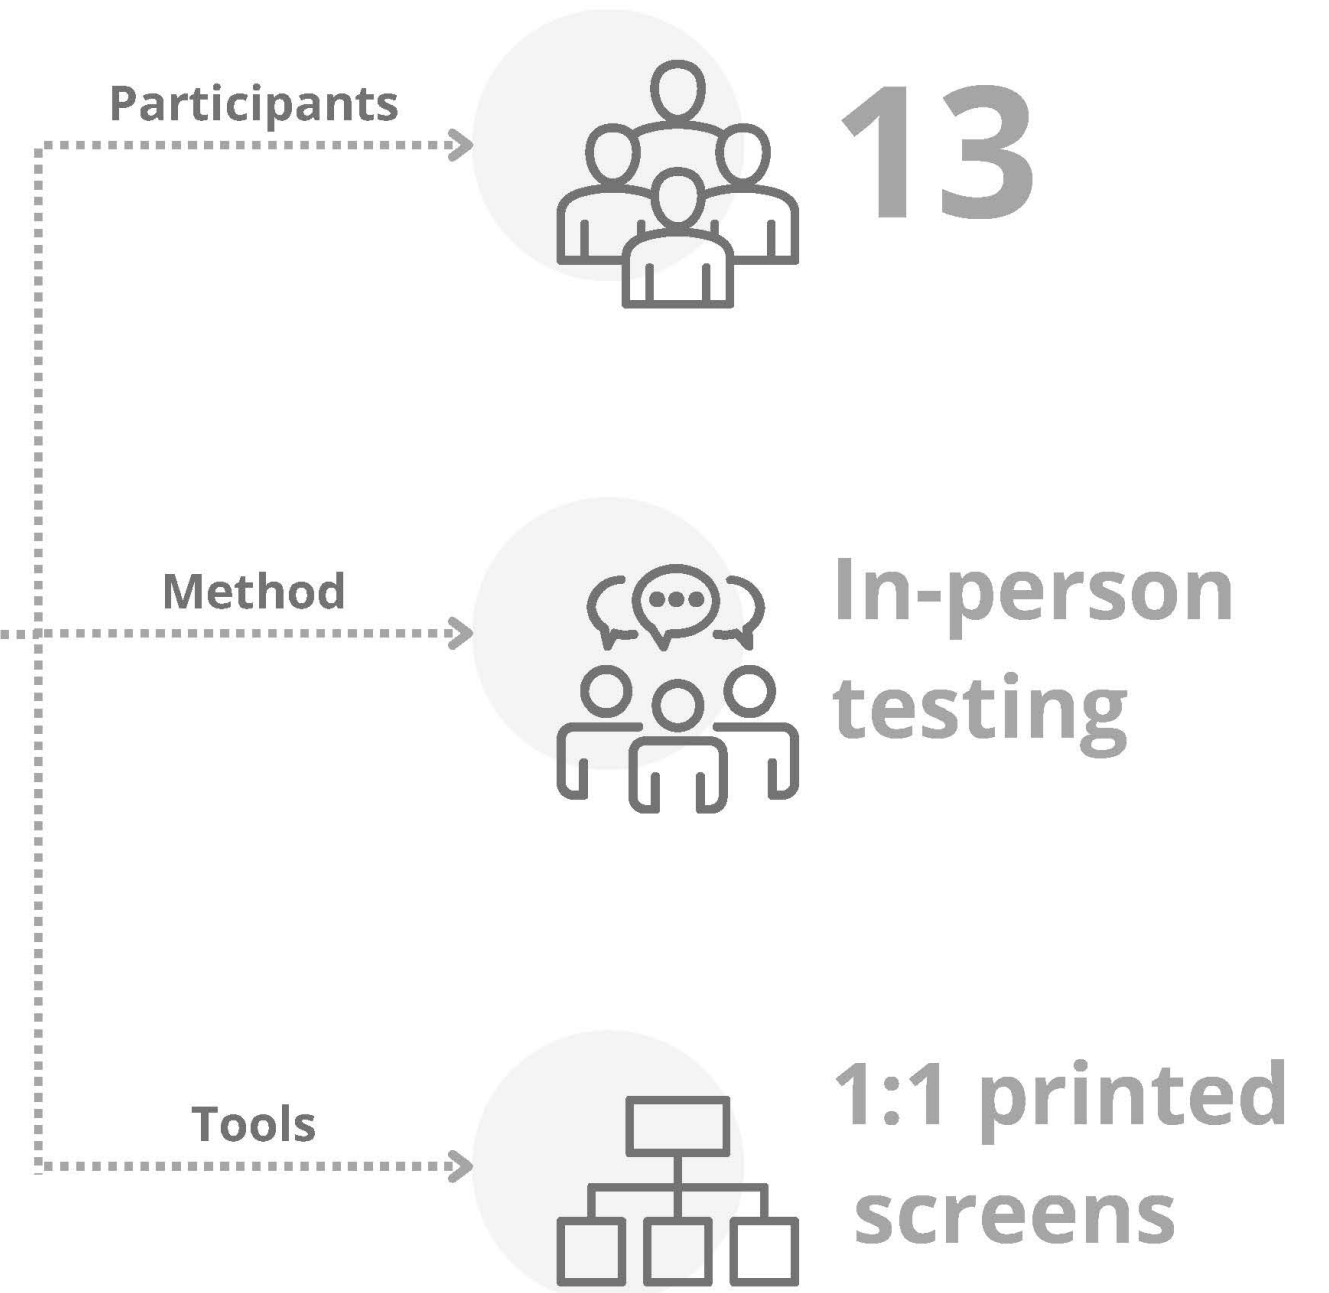 Participants
13
Method
In-person
testing
Tools
1:1 printed
screens